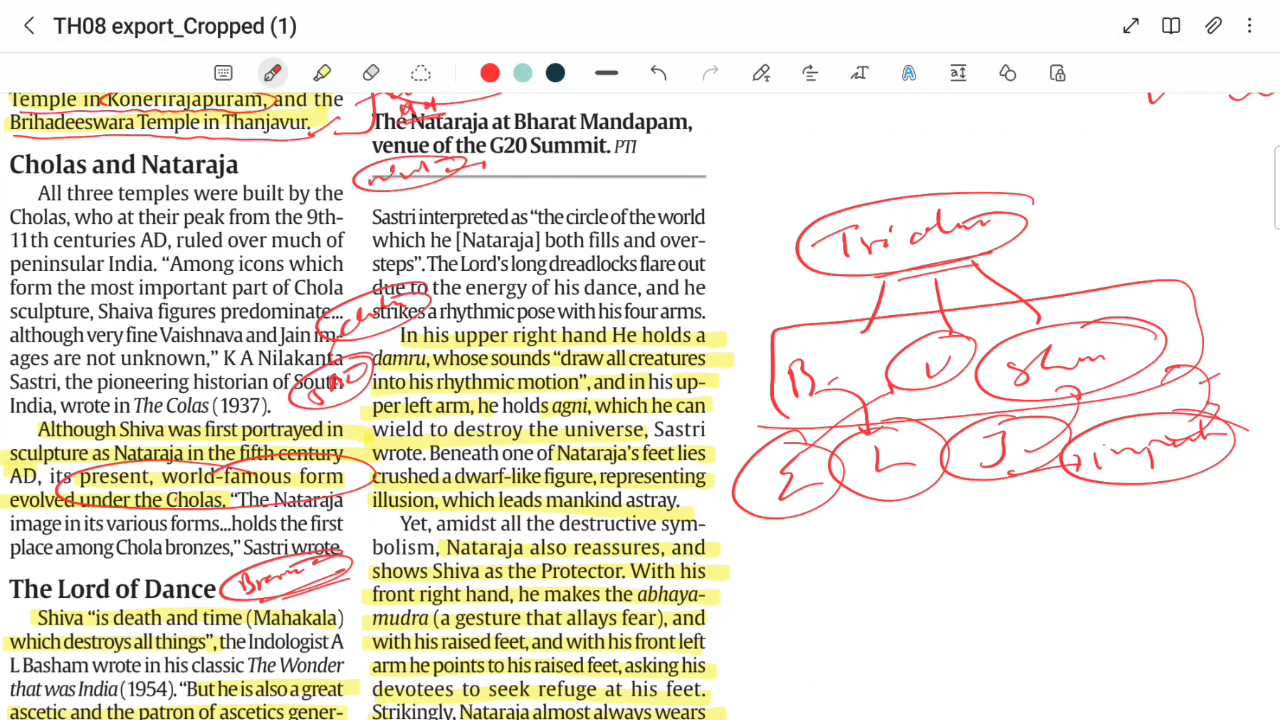 TH08 export_Cropped (1)
Temple in Konerirajapuram, and the
Brihadeeswara Temple in Thanjavur.
Cholas and Nataraja
All three temples were built by the
Cholas, who at their peak from the 9th-
11th centuries AD, ruled over much of
peninsular India. “Among icons which
form the most important part of Chola
sculpture, Shaiva figures predominate...
although very fine Vaishnava and Jain im-
ages are not unknown,” K A Nilakanta
Sastri, the pioneering historian of South
India, wrote in The Colas (1937).
Although Shiva was first portrayed in
sculpture as Nataraja in the fifth century
AD, its present, world-famous form
evolved under the Cholas. “The Nataraja
image in its various forms...holds the first
place among Chola bronzes,” Sastri wrote.
The Lord of Dance
Shiva “is death and time (Mahakala)
which destroys all things”, the Indologist A
L Basham wrote in his classic The Wonder
that was India (1954). “But he is also a great
ascetic and the patron of ascetics gener-
The Nataraja at Bharat Mandapam,
venue of the G20 Summit. PTI
Sastri interpreted as “the circle of the world
which he [Nataraja] both fills and over-
steps”. The Lord’s long dreadlocks flare out
due to the energy of his dance, and he
strikes a rhythmic pose with his four arms.
In his upper right hand He holds a
damru, whose sounds “draw all creatures
into his rhythmic motion”, and in his up-
per left arm, he holds agni, which he can
wield to destroy the universe, Sastri
wrote. Beneath one of Nataraja’s feet lies
crushed a dwarf-like figure, representing
illusion, which leads mankind astray.
Yet, amidst all the destructive sym-
bolism, Nataraja also reassures, and
shows Shiva as the Protector. With his
front right hand, he makes the abhaya-
mudra (a gesture that allays fear), and
with his raised feet, and with his front left
arm he points to his raised feet, asking his
devotees to seek refuge at his feet.
Strikingly, Nataraja almost always wears
B. V
L J